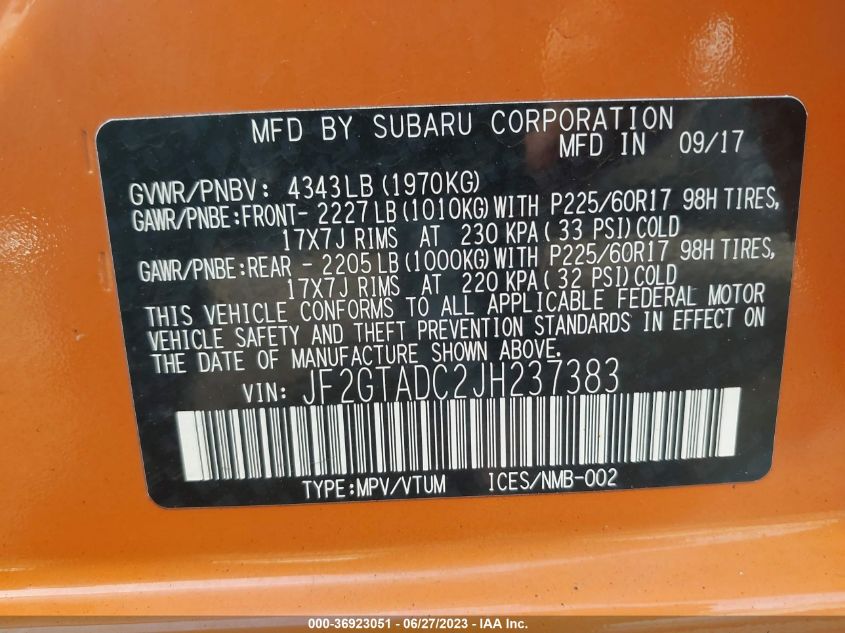 MFD BY SUBARU CORPORATION
MFD IN 09/17
GVWR/PNBV: 4343LB (1970KG)
GAWR/PNBE:FRONT- 2227LB (1010KG) WITH P225/60R17 98H TIRES,
17X7J RIMS AT 230 KPA ( 33 PSI) COLD
GAWR/PNBE:REAR - 2205LB (1000KG) WITH P225/60R17 98H TIRES,
17X7J RIMS AT 220 KPA ( 32 PSI) COLD
THIS VEHICLE CONFORMS TO ALL APPLICABLE FEDERAL MOTOR
VEHICLE SAFETY AND THEFT PREVENTION STANDARDS IN EFFECT ON
THE DATE OF MANUFACTURE SHOWN ABOVE.
VIN: JF2GTADC2JH237383
TYPE:MPV/VTUM ICES/NMB-002
000-36923051 - 06/27/2023 - Copyright © 2023 IAA, Inc.